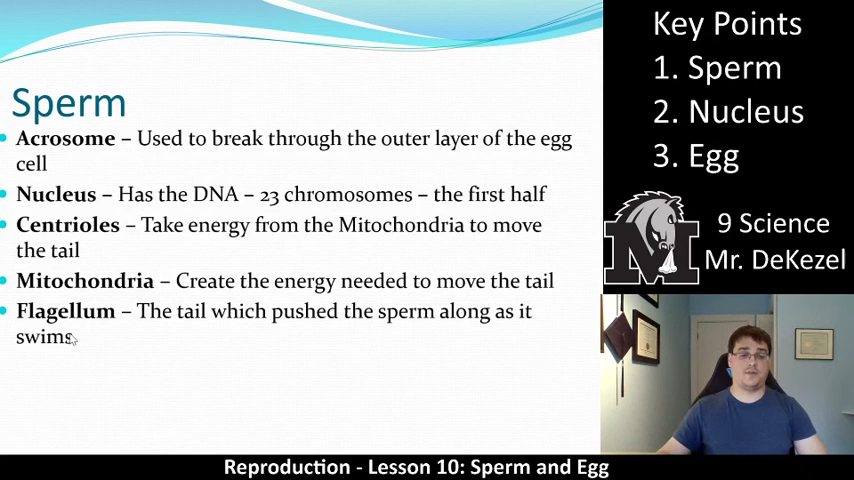 Sperm
Acrosome – Used to break through the outer layer of the egg
cell
Nucleus – Has the DNA – 23 chromosomes – the first half
Centrioles – Take energy from the Mitochondria to move
the tail
Mitochondria – Create the energy needed to move the tail
Flagellum – The tail which pushed the sperm along as it
swims
Key Points
1. Sperm
2. Nucleus
3. Egg
M
9 Science
Mr. DeKezel
Reproduction - Lesson 10: Sperm and Egg